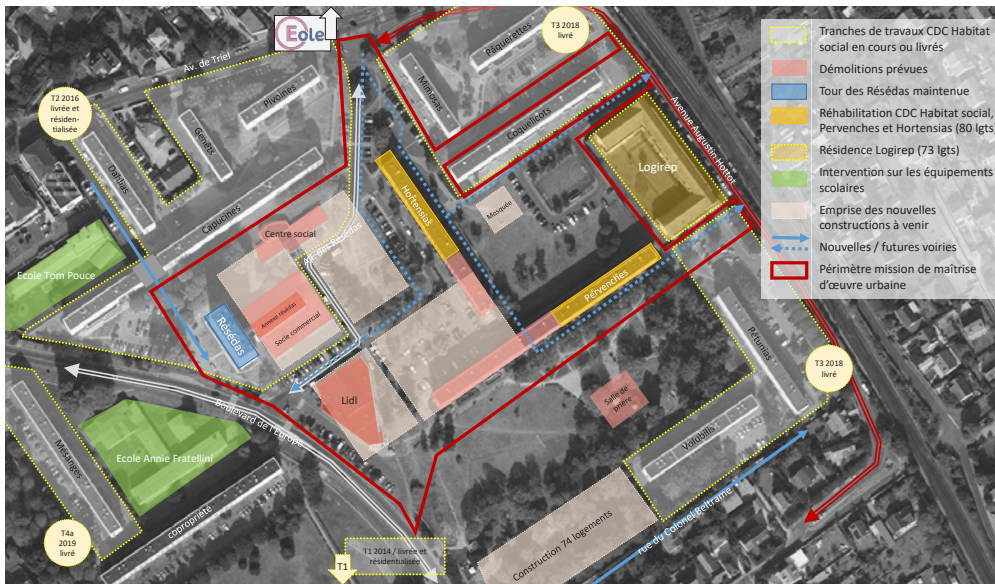 Eole
T3 2018
livré
Av. de Triel
Pâquerettes
Mimosas
Coquelicots
Avenue Augustin Hottot
T2 2016
livrée et
résiden-
tialisée
Pivoines
Genêts
Dahlias
Capucines
Logirep
Hortensias
Mosquée
Centre social
Av. des Résédas
Ecole Tom Pouce
Annexe résédas
Socle commercial
Résédas
Pervenches
Pétunias
T3 2018
livré
Lidl
Salle de
prière
Boulevard de l'Europe
Volubilis
Mésanges
Ecole Annie Fratellini
copropriété
Construction 74 logements
rue du Colonel Beltrame
T4a
2019
livré
T1 2014 / livrée et
résidentialisée
T1
Tranches de travaux CDC Habitat
social en cours ou livrés
Démolitions prévues
Tour des Résédas maintenue
Réhabilitation CDC Habitat social,
Pervenches et Hortensias (80 lgts)
Résidence Logirep (73 lgts)
Intervention sur les équipements
scolaires
Emprise des nouvelles
constructions à venir
Nouvelles / futures voiries
Périmètre mission de maîtrise
d'œuvre urbaine